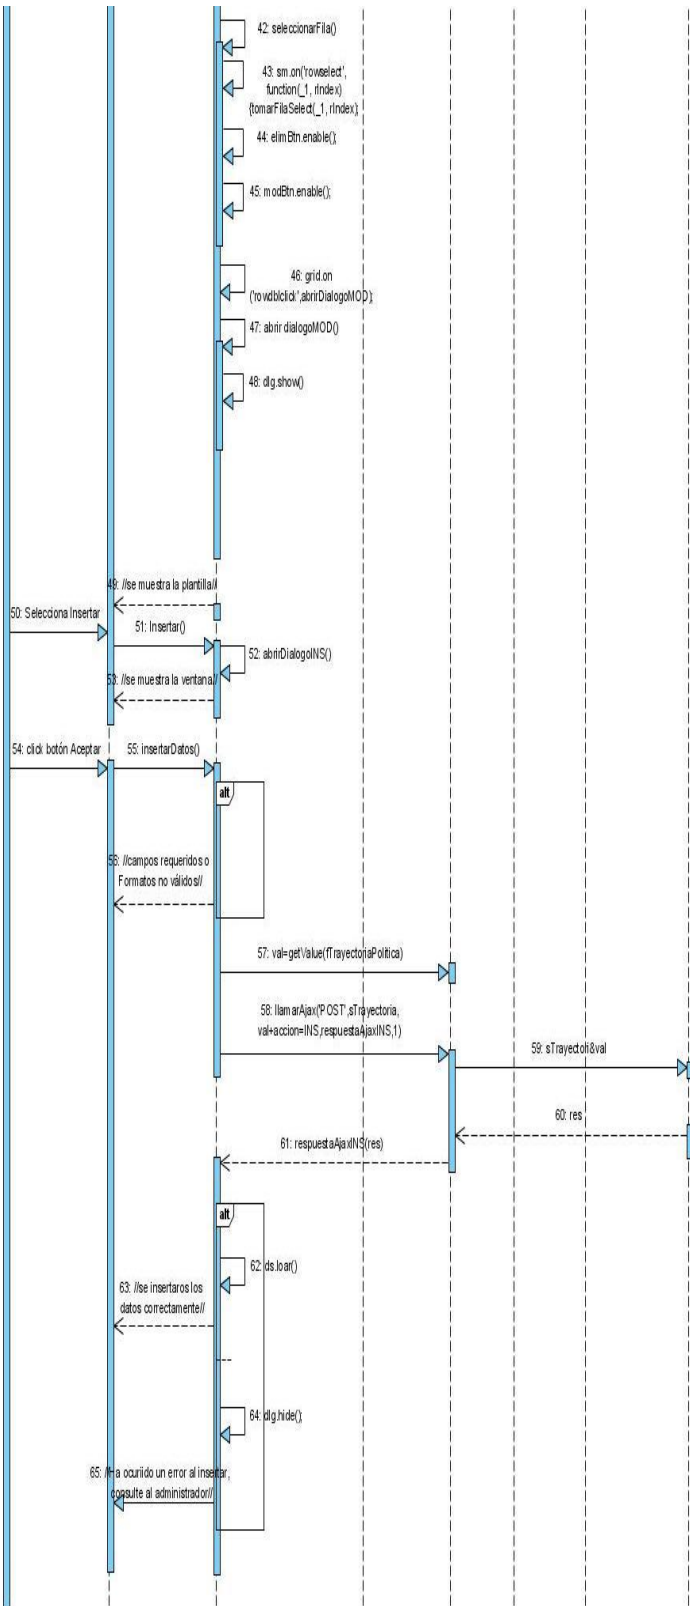 42: seleccionarFila()
43: sm.on('rowselect',
function(_1, rIndex)
{tomarFilaSelect(_1, rIndex);
44: elimBtn.enable();
45: modBtn.enable();
46: grid.on
('rowdblclick',abrirDialogoMOD);
47: abrir dialogoMOD()
48: dlg.show()
49: //se muestra la plantilla//
50: Selecciona Insertar
51: Insertar()
52: abrirDialogoINS()
53: //se muestra la ventana//
54: click botón Aceptar
55: insertarDatos()
alt
56: //campos requeridos o
Formatos no válidos//
57: val=getValue(fTrayectoriaPolitica)
58: llamarAjax('POST',sTrayectoria,
val+accion=INS,respuestaAjaxINS,1)
59: sTrayectori&val
60: res
61: respuestaAjaxINS(res)
alt
62: ds.loar()
63: //se insertaros los
datos correctamente//
64: dlg.hide();
65: //Ha ocuriido un error al insertar,
consulte al administrador//